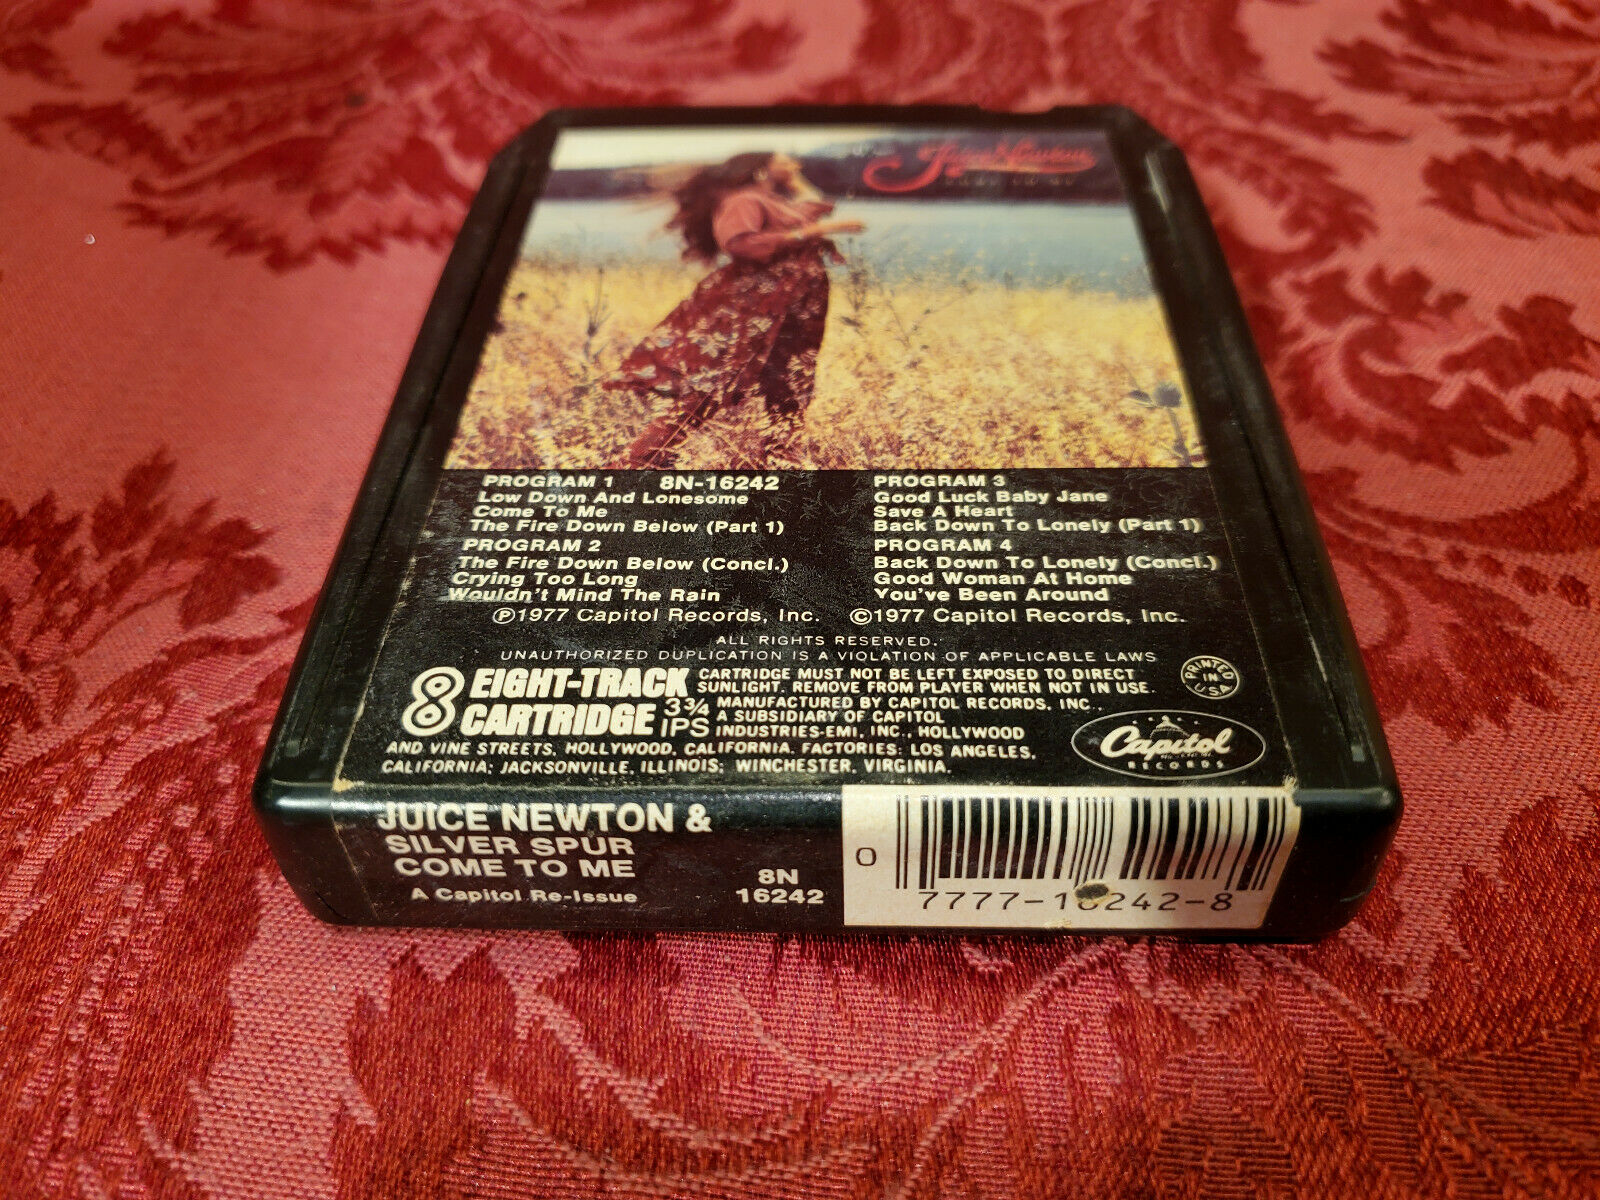 Juice Newton
COME TO ME
PROGRAM 1 8N-16242
Low Down And Lonesome
Come To Me
The Fire Down Below (Part 1)
PROGRAM 2
The Fire Down Below (Concl.)
Crying Too Long
Wouldn't Mind The Rain
PROGRAM 3
Good Luck Baby Jane
Save A Heart
Back Down To Lonely (Part 1)
PROGRAM 4
Back Down To Lonely (Concl.)
Good Woman At Home
You've Been Around
℗1977 Capitol Records, Inc. ©1977 Capitol Records, Inc.
ALL RIGHTS RESERVED.
UNAUTHORIZED DUPLICATION IS A VIOLATION OF APPLICABLE LAWS
8 EIGHT-TRACK
CARTRIDGE 3¾
IPS
CARTRIDGE MUST NOT BE LEFT EXPOSED TO DIRECT
SUNLIGHT. REMOVE FROM PLAYER WHEN NOT IN USE.
MANUFACTURED BY CAPITOL RECORDS, INC.,
A SUBSIDIARY OF CAPITOL
INDUSTRIES-EMI, INC., HOLLYWOOD
AND VINE STREETS, HOLLYWOOD, CALIFORNIA. FACTORIES: LOS ANGELES,
CALIFORNIA; JACKSONVILLE, ILLINOIS; WINCHESTER, VIRGINIA.
PRINTED
IN
U.S.A.
Capitol
RECORDS
JUICE NEWTON &
SILVER SPUR
COME TO ME
A Capitol Re-Issue
8N
16242
0 7777-16242-8